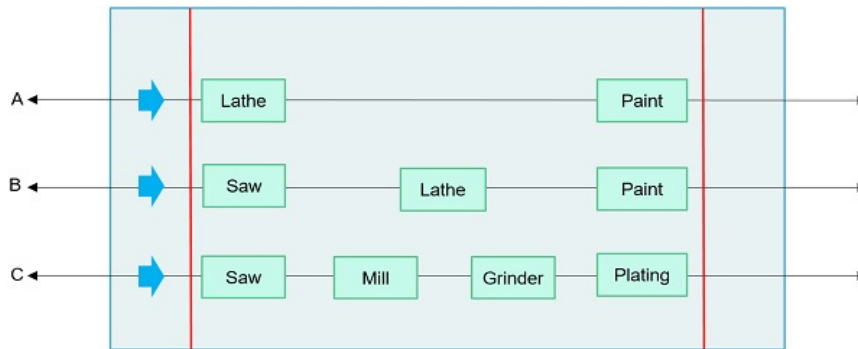 A Lathe Paint
B Saw Lathe Paint
C Saw Mill Grinder Plating